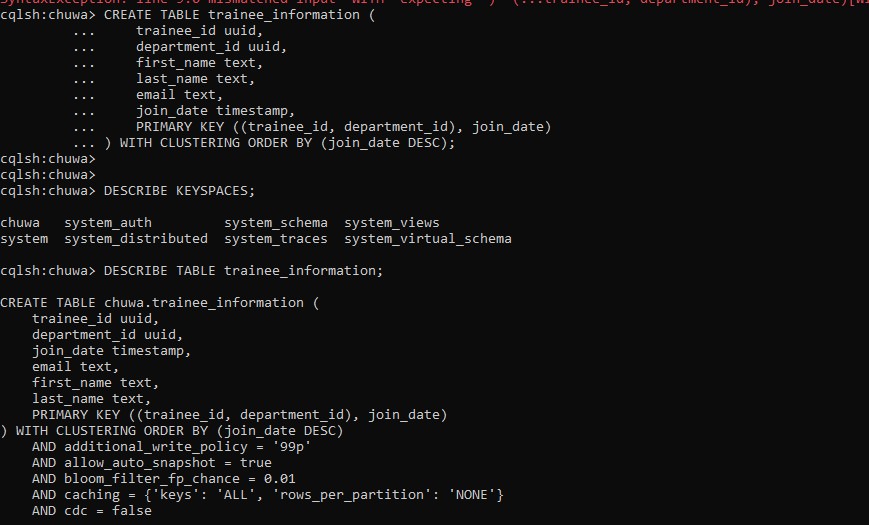 SyntaxException: line 9:0 mismatched input 'with' expecting ')' (...trainee_id, department_id), join_date)[
cqlsh:chuwa> CREATE TABLE trainee_information (
         ...     trainee_id uuid,
         ...     department_id uuid,
         ...     first_name text,
         ...     last_name text,
         ...     email text,
         ...     join_date timestamp,
         ...     PRIMARY KEY ((trainee_id, department_id), join_date)
         ... ) WITH CLUSTERING ORDER BY (join_date DESC);
cqlsh:chuwa>
cqlsh:chuwa>
cqlsh:chuwa> DESCRIBE KEYSPACES;
chuwa   system_auth         system_schema  system_views
system  system_distributed  system_traces  system_virtual_schema
cqlsh:chuwa> DESCRIBE TABLE trainee_information;
CREATE TABLE chuwa.trainee_information (
    trainee_id uuid,
    department_id uuid,
    join_date timestamp,
    email text,
    first_name text,
    last_name text,
    PRIMARY KEY ((trainee_id, department_id), join_date)
) WITH CLUSTERING ORDER BY (join_date DESC)
    AND additional_write_policy = '99p'
    AND allow_auto_snapshot = true
    AND bloom_filter_fp_chance = 0.01
    AND caching = {'keys': 'ALL', 'rows_per_partition': 'NONE'}
    AND cdc = false